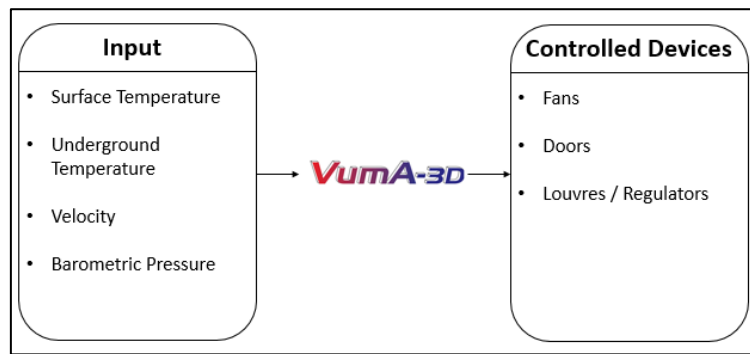 Input
• Surface Temperature
• Underground
Temperature
• Velocity
• Barometric Pressure
VUMA-3D
Controlled Devices
• Fans
• Doors
• Louvres / Regulators